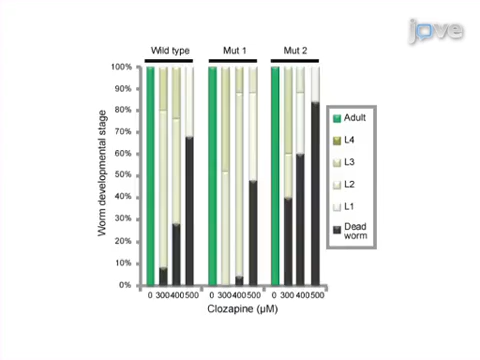 jove
Wild type Mut 1 Mut 2
100%
90%
80%
70%
60%
50%
40%
30%
20%
10%
0%
Worm developmental stage
0 300 400 500 0 300 400 500 0 300 400 500
Clozapine (µM)
Adult
L4
L3
L2
L1
Dead
worm